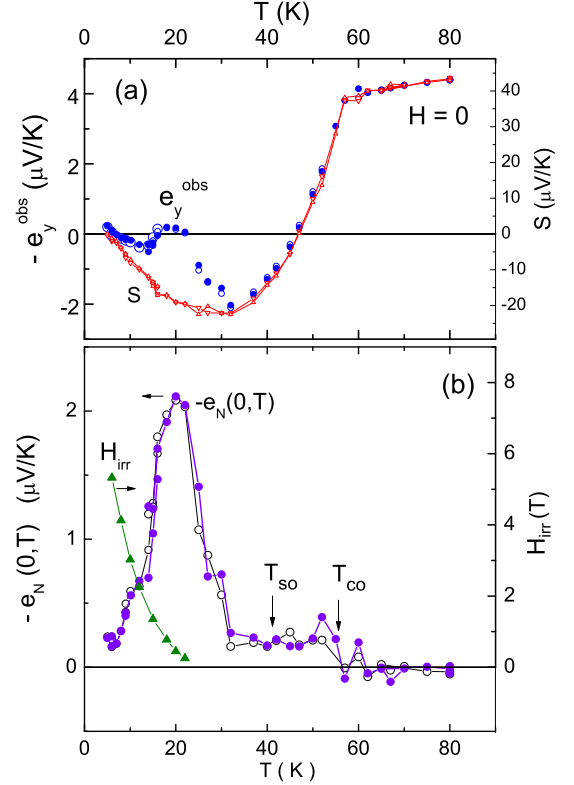 T (K)
0 20 40 60 80
(a)
H = 0
- e_y^obs (μV/K)
4
2
0
-2
e_y^obs
S
S (μV/K)
40
30
20
10
0
-10
-20
(b)
-e_N(0,T)
H_irr
T_so
T_co
- e_N (0,T) (μV/K)
2
1
0
H_irr (T)
8
6
4
2
0
0 20 40 60 80
T ( K )